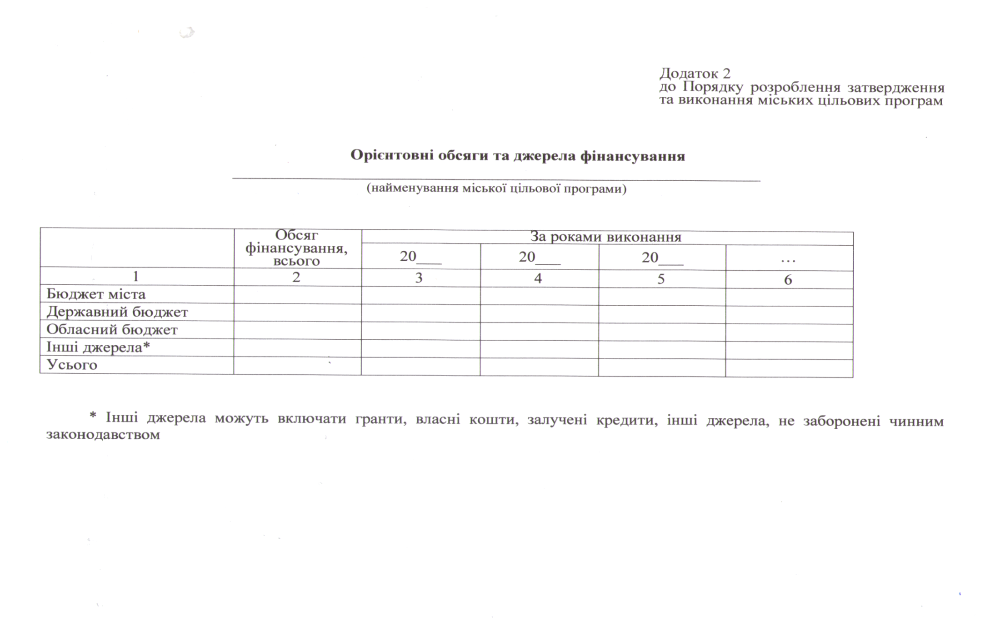 Додаток 2
до Порядку розроблення затвердження
та виконання міських цільових програм
Орієнтовні обсяги та джерела фінансування
(найменування міської цільової програми)
Обсяг
фінансування,
всього
За роками виконання
20___ 20___ 20___ ...
1 2 3 4 5 6
Бюджет міста
Державний бюджет
Обласний бюджет
Інші джерела*
Усього
* Інші джерела можуть включати гранти, власні кошти, залучені кредити, інші джерела, не заборонені чинним
законодавством